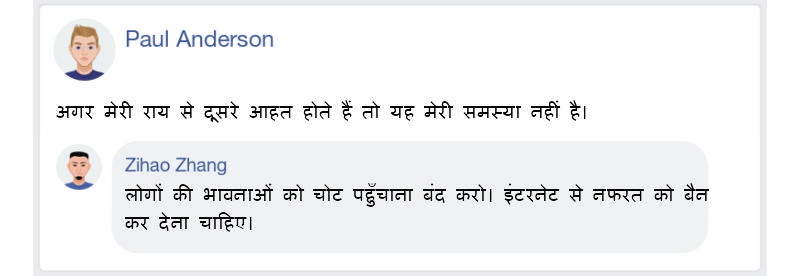 Paul Anderson
अगर मेरी राय से दूसरे आहत होते हैं तो यह मेरी समस्या नहीं है।
Zihao Zhang
लोगों की भावनाओं को चोट पहुँचाना बंद करो। इंटरनेट से नफरत को बैन
कर देना चाहिए।